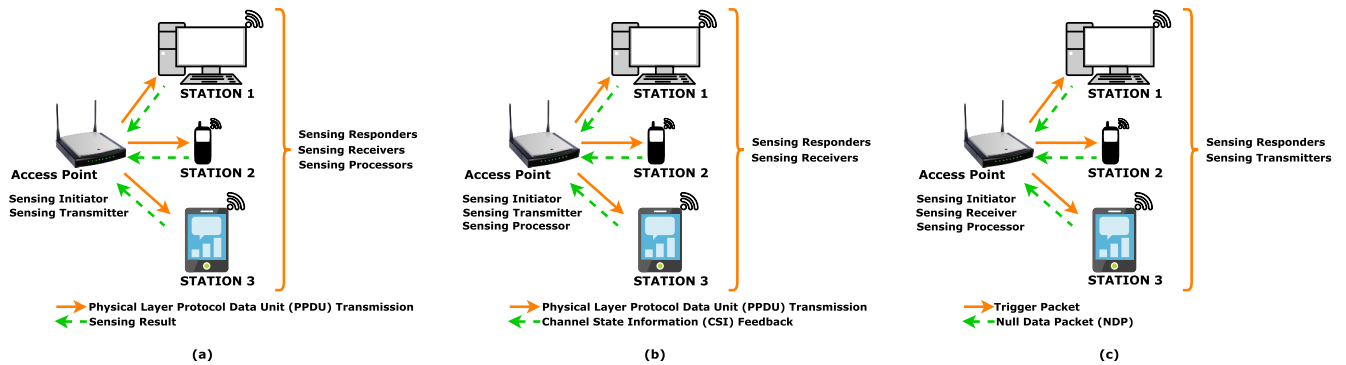 STATION 1
STATION 2
Access Point
Sensing Initiator
Sensing Transmitter
STATION 3
Sensing Responders
Sensing Receivers
Sensing Processors
Physical Layer Protocol Data Unit (PPDU) Transmission
Sensing Result
(a)
STATION 1
STATION 2
Access Point
Sensing Initiator
Sensing Transmitter
Sensing Processor
STATION 3
Sensing Responders
Sensing Receivers
Physical Layer Protocol Data Unit (PPDU) Transmission
Channel State Information (CSI) Feedback
(b)
STATION 1
STATION 2
Access Point
Sensing Initiator
Sensing Receiver
Sensing Processor
STATION 3
Sensing Responders
Sensing Transmitters
Trigger Packet
Null Data Packet (NDP)
(c)